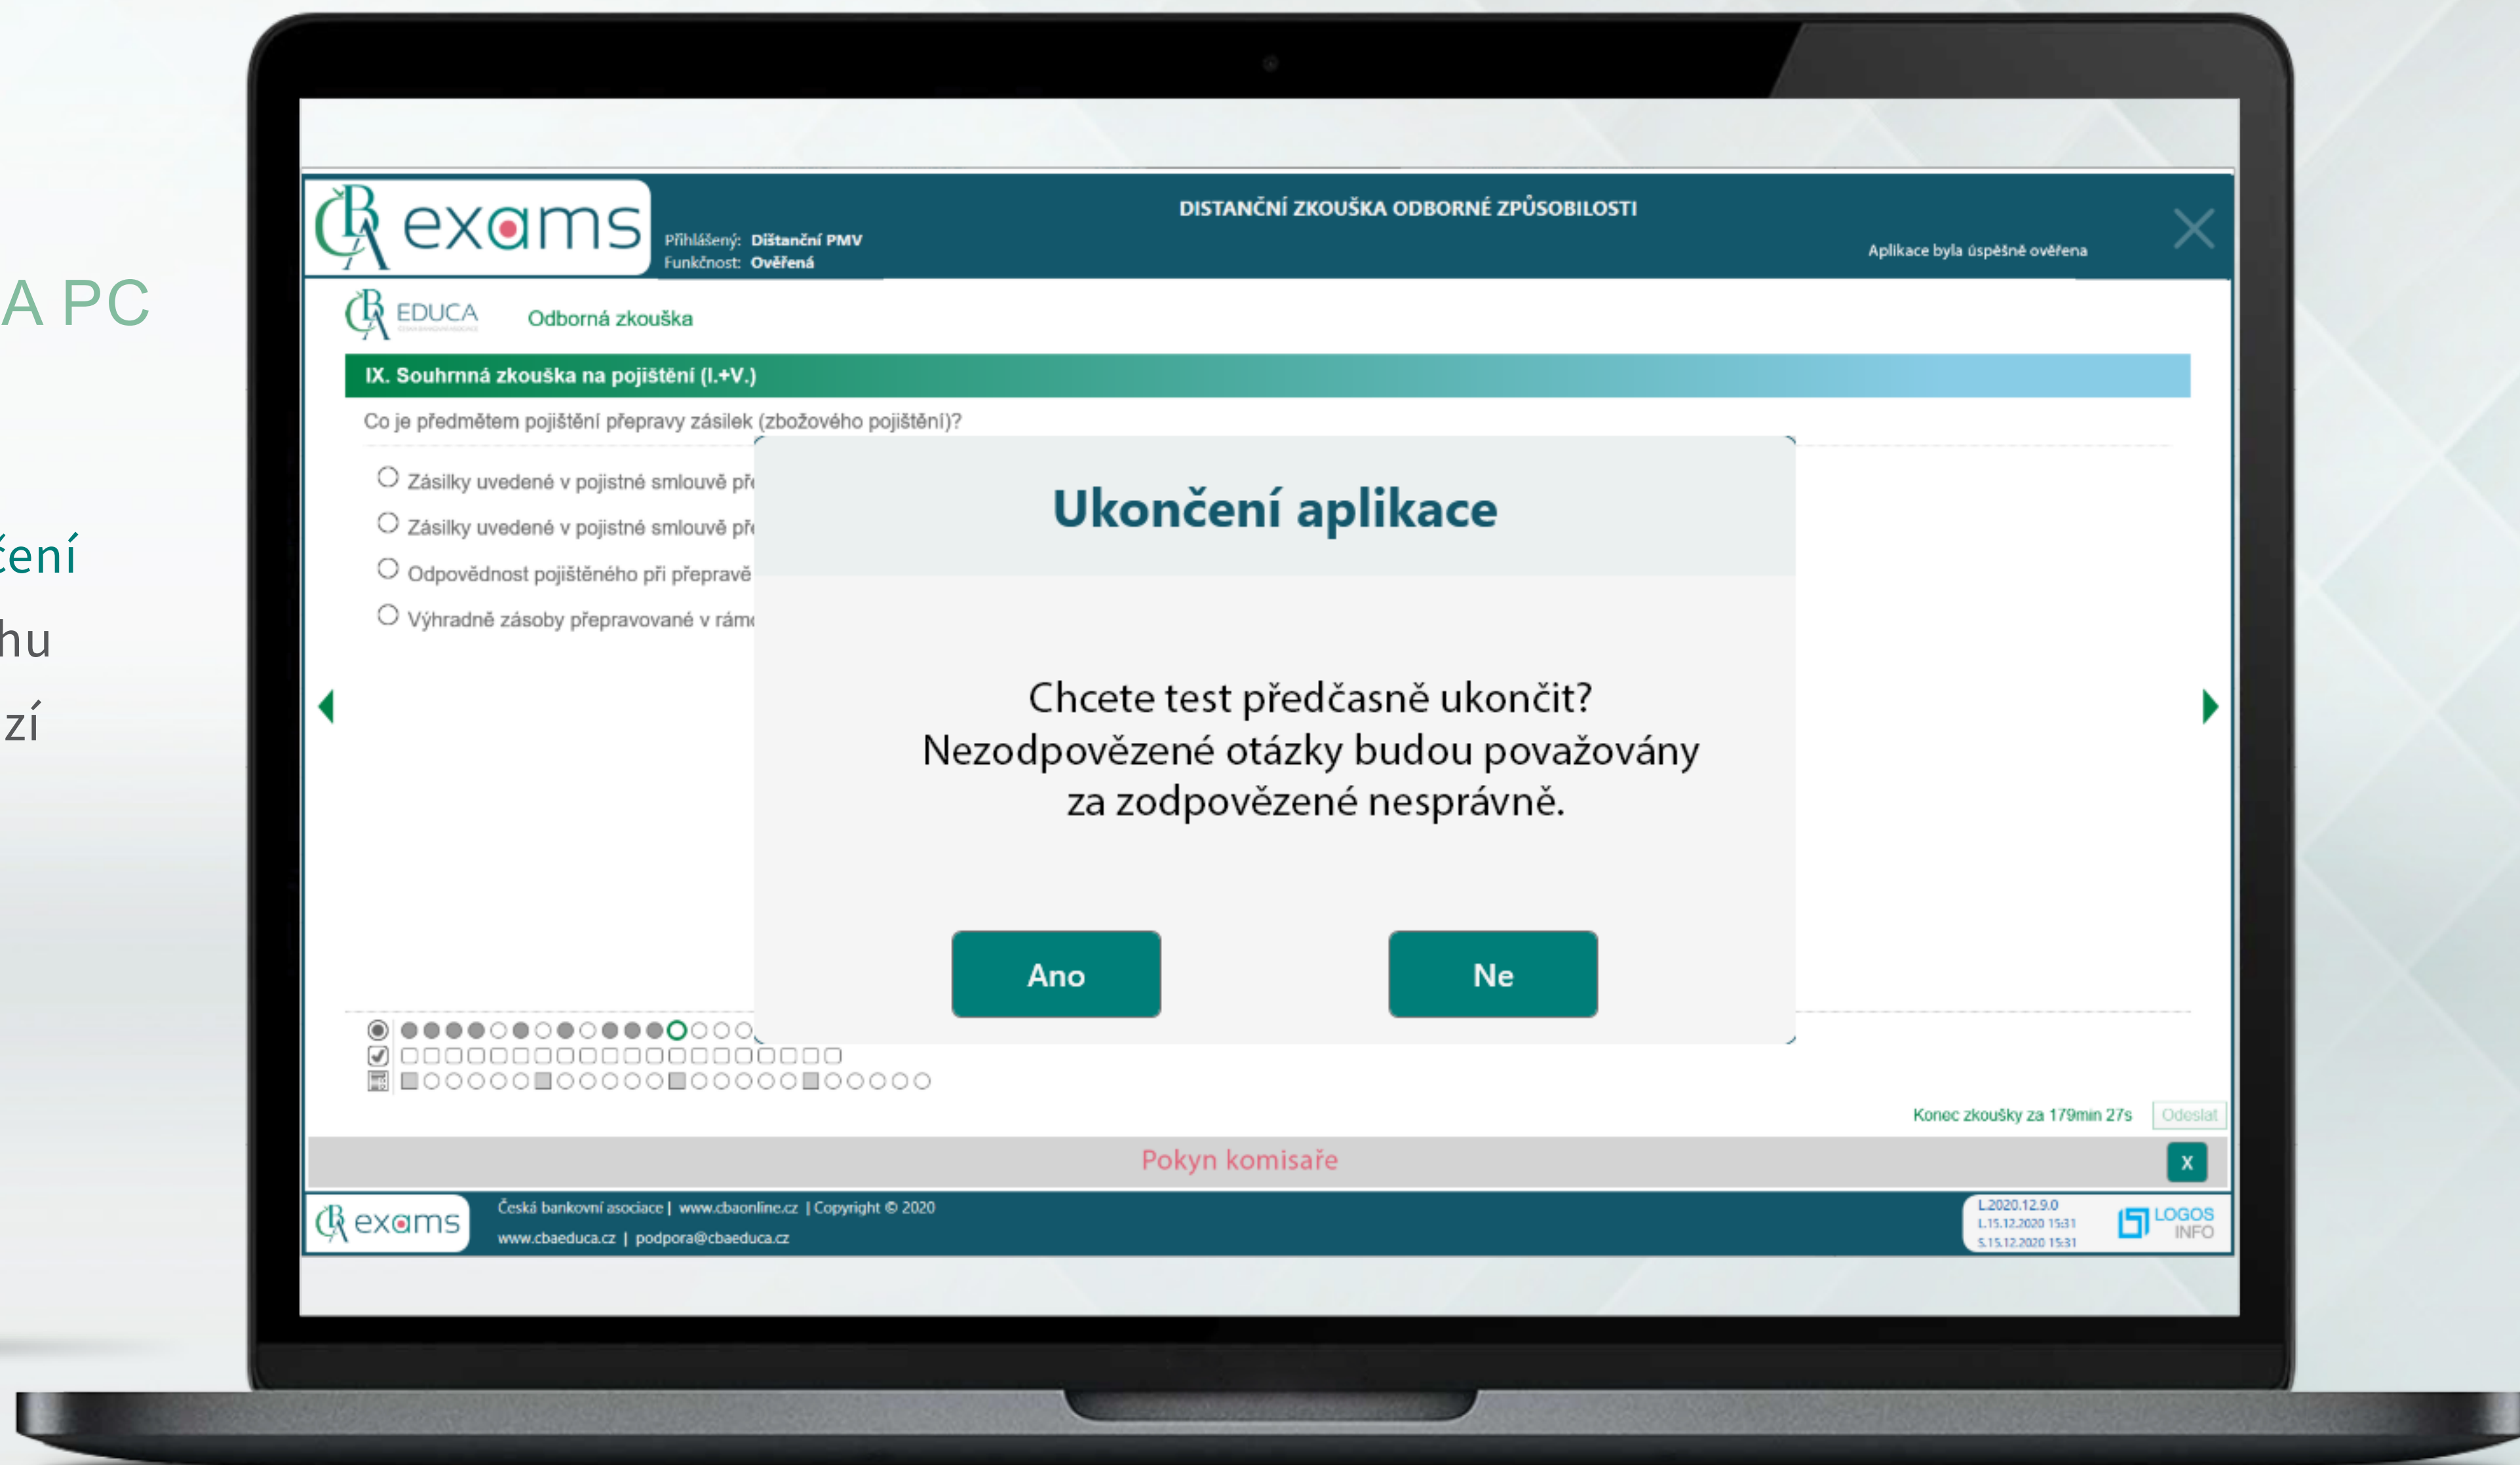 A PC
ČBA exams
DISTANČNÍ ZKOUŠKA ODBORNÉ ZPŮSOBILOSTI
Přihlášený: Dištanční PMV
Funkčnost: Ověřená
Aplikace byla úspěšně ověřena
ČBA EDUCA
Odborná zkouška
IX. Souhrnná zkouška na pojištění (I.+V.)
Co je předmětem pojištění přepravy zásilek (zbožového pojištění)?
Zásilky uvedené v pojistné smlouvě
Zásilky uvedené v pojistné smlouvě
Odpovědnost pojištěného při přepravě
Výhradně zásoby přepravované v
čení
hu
zí
Ukončení aplikace
Chcete test předčasně ukončit?
Nezodpovězené otázky budou považovány
za zodpovězené nesprávně.
Ano
Ne
Konec zkoušky za 179min 27s
Odeslat
Pokyn komisaře
X
ČBA exams
Česká bankovní asociace | www.cbaonline.cz | Copyright © 2020
www.cbaeduca.cz | podpora@cbaeduca.cz
L.2020.12.9.0
L.15.12.2020 15:31
S.15.12.2020 15:31
LOGOS
INFO